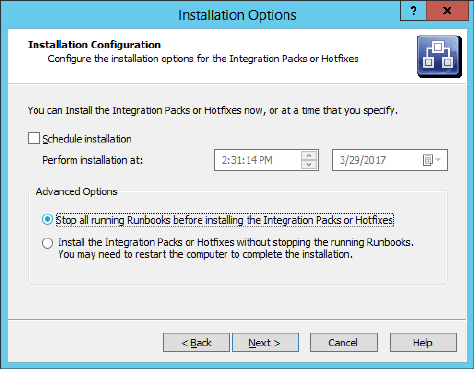 Installation Options
?
Installation Configuration
Configure the installation options for the Integration Packs or Hotfixes
You can Install the Integration Packs or Hotfixes now, or at a time that you specify.
Schedule installation
Perform installation at: 2:31:14 PM 3/29/2017
Advanced Options
Stop all running Runbooks before installing the Integration Packs or Hotfixes
Install the Integration Packs or Hotfixes without stopping the running Runbooks.
You may need to restart the computer to complete the installation.
< Back Next > Cancel Help